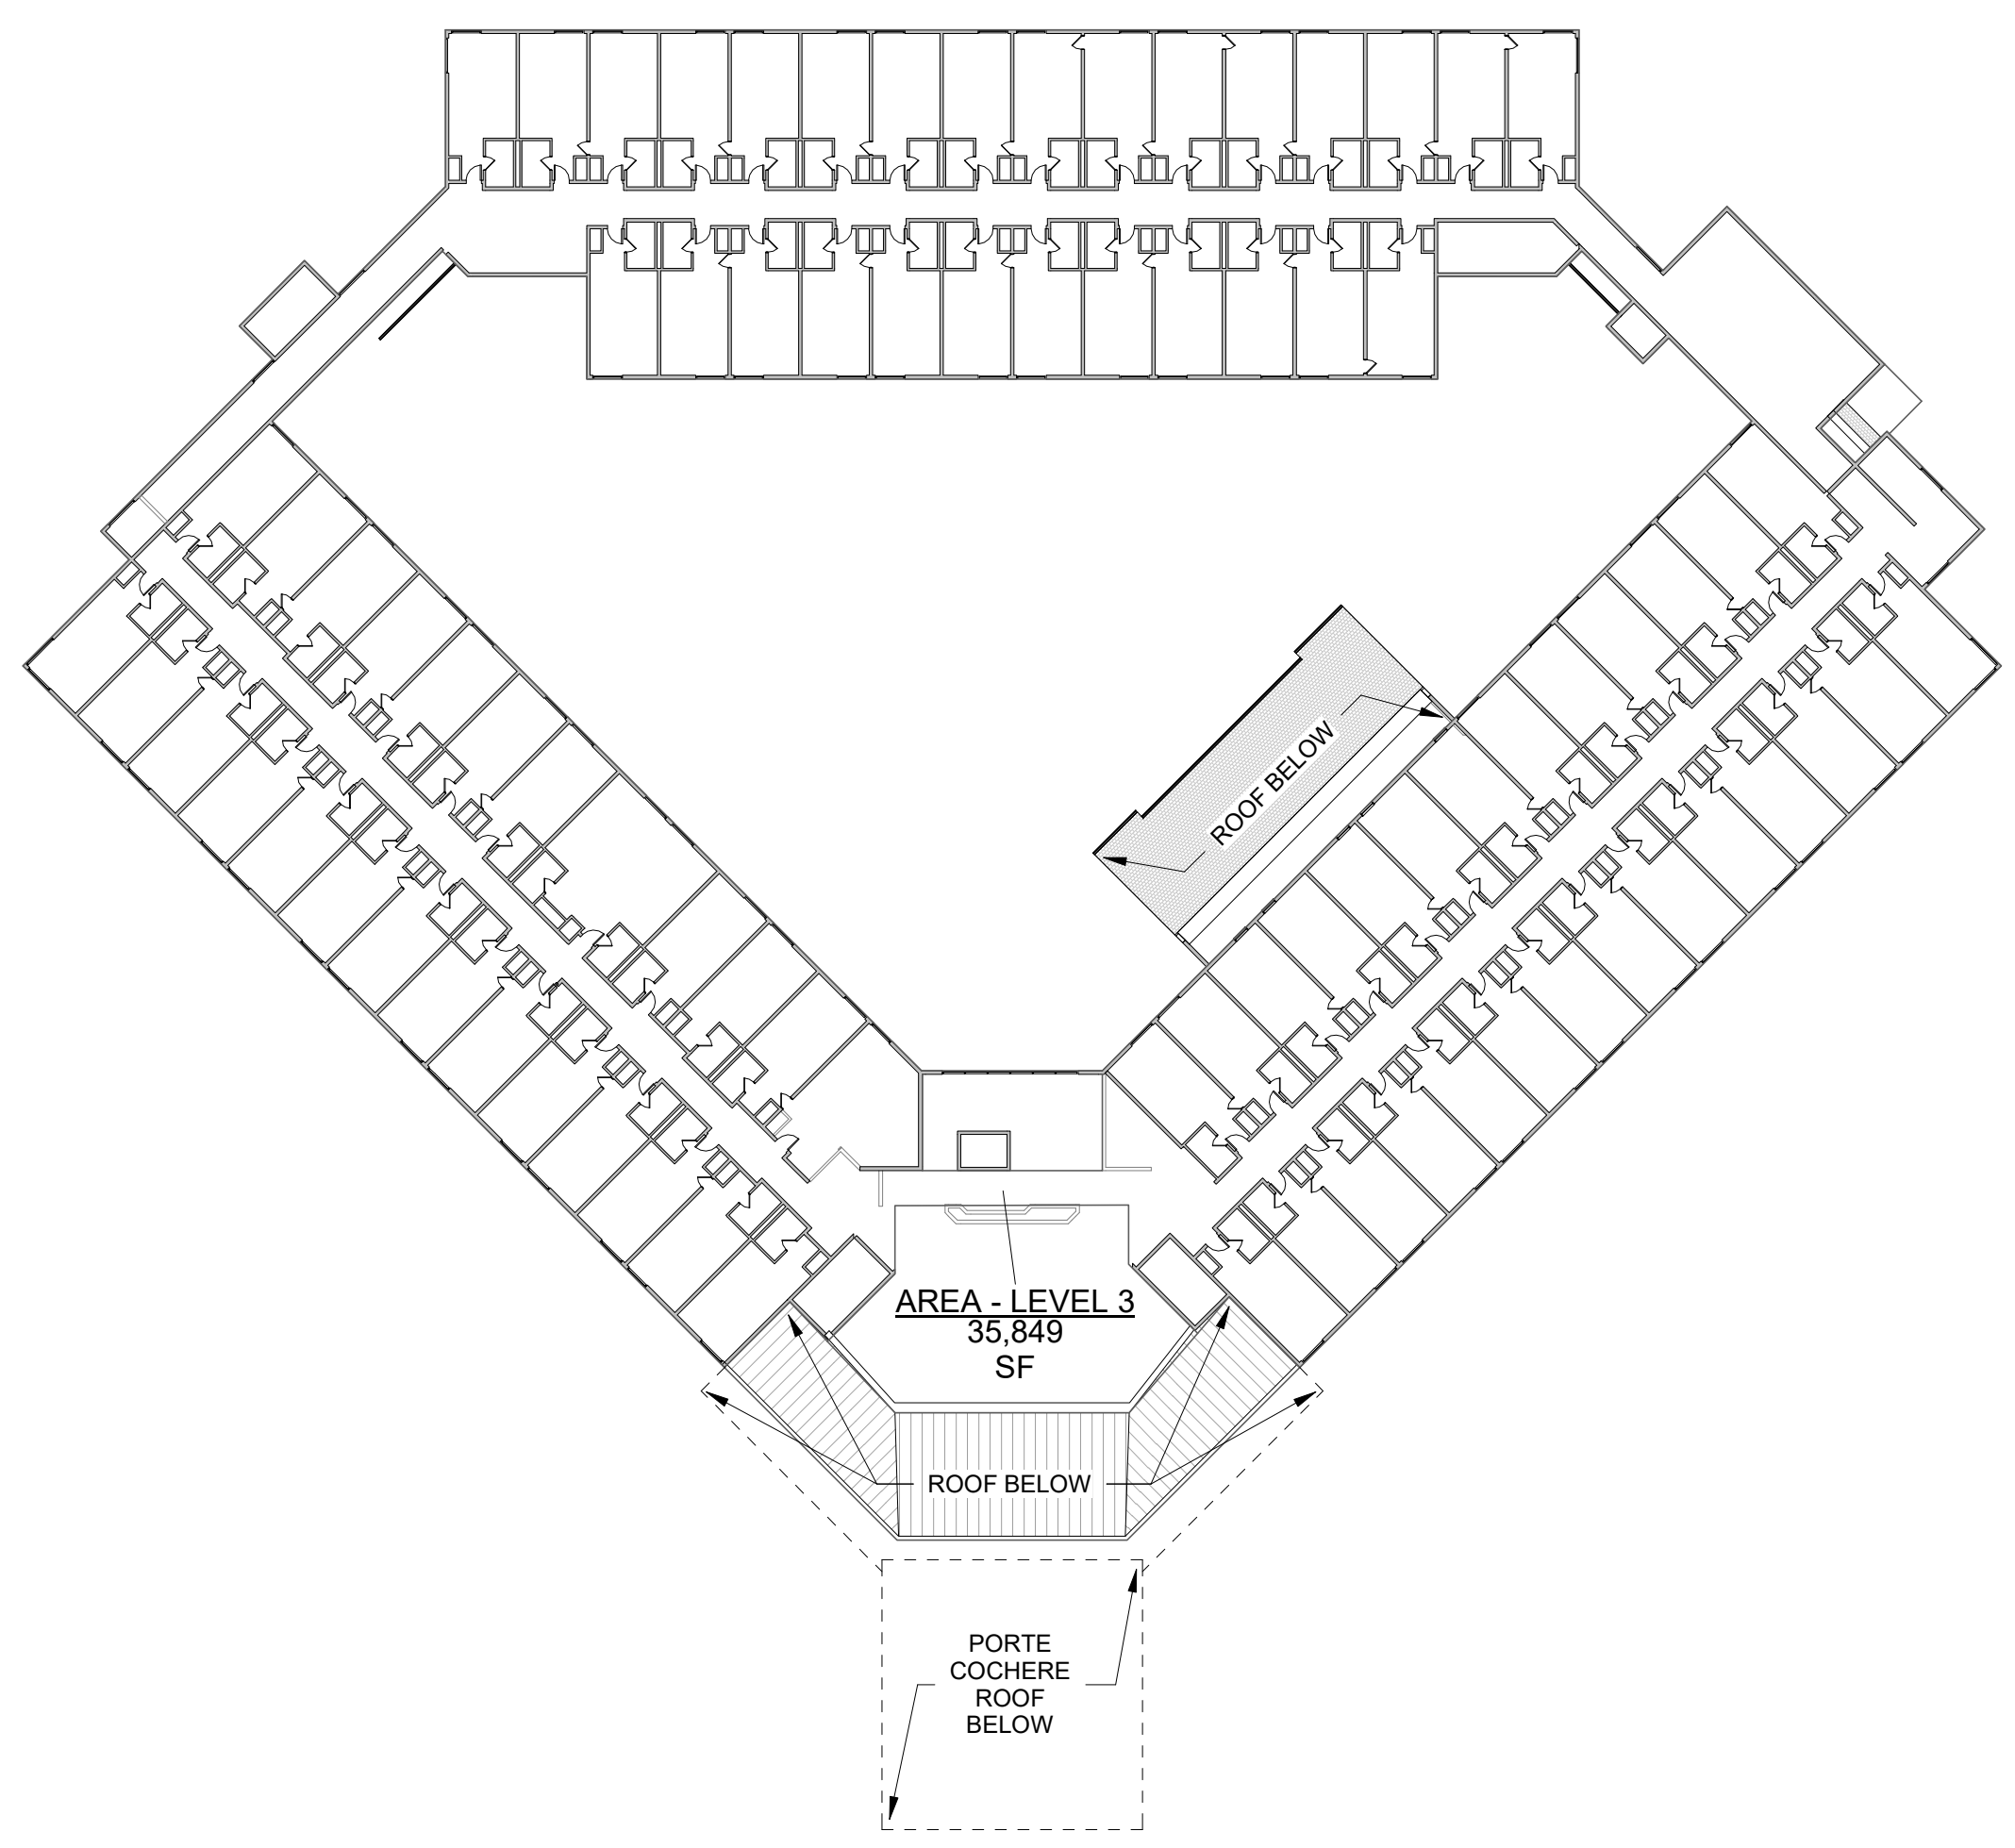 ROOF BELOW
AREA - LEVEL 3
35,849
SF
ROOF BELOW
PORTE
COCHERE
ROOF
BELOW